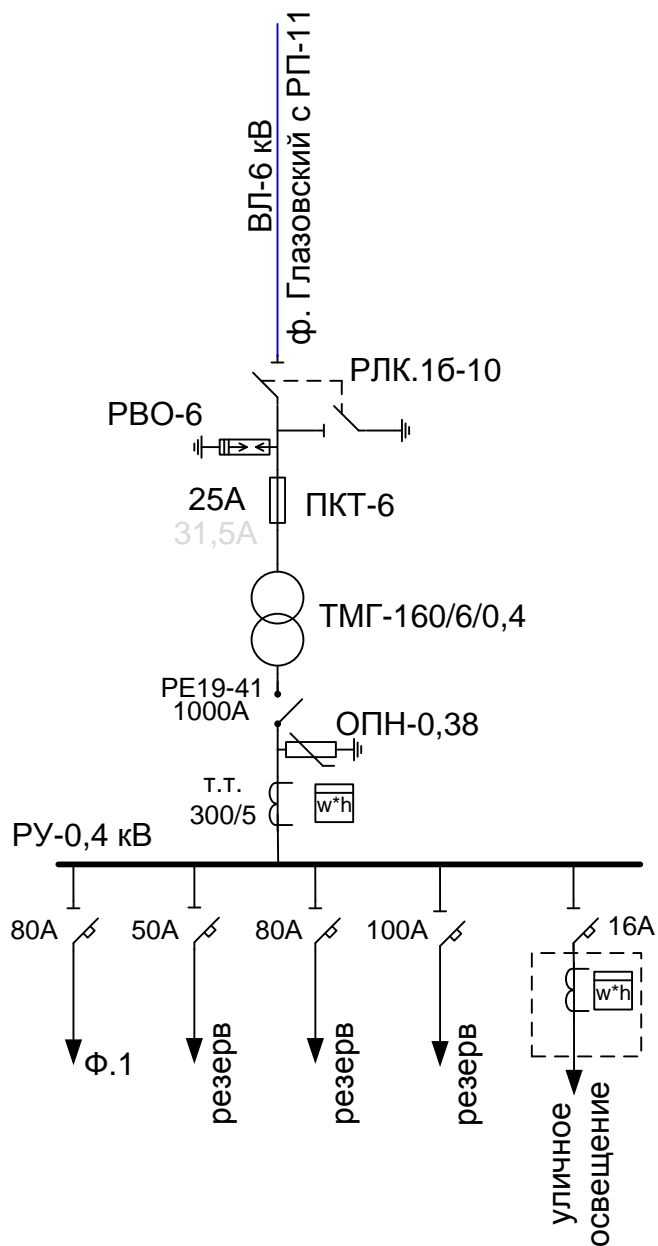 ВЛ-6 кВ
ф. Глазовский с РП-11
РЛК.1б-10
РВО-6
25А
ПКТ-6
31,5А
ТМГ-160/6/0,4
РЕ19-41
1000А
ОПН-0,38
т.т.
300/5
w*h
РУ-0,4 кВ
80А
50А
80А
100А
16А
w*h
Ф.1
резерв
резерв
резерв
уличное
освещение